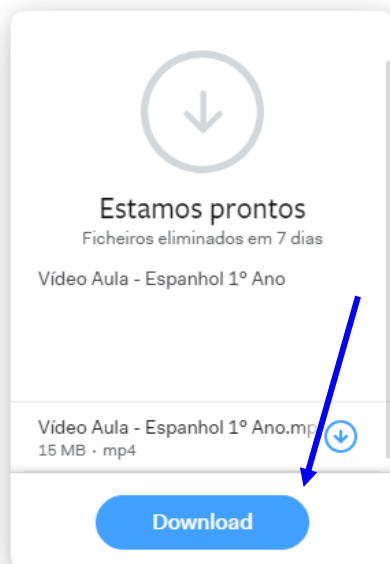 Estamos prontos
Ficheiros eliminados em 7 dias
Vídeo Aula - Espanhol 1º Ano
Vídeo Aula - Espanhol 1º Ano.mp
15 MB · mp4
Download